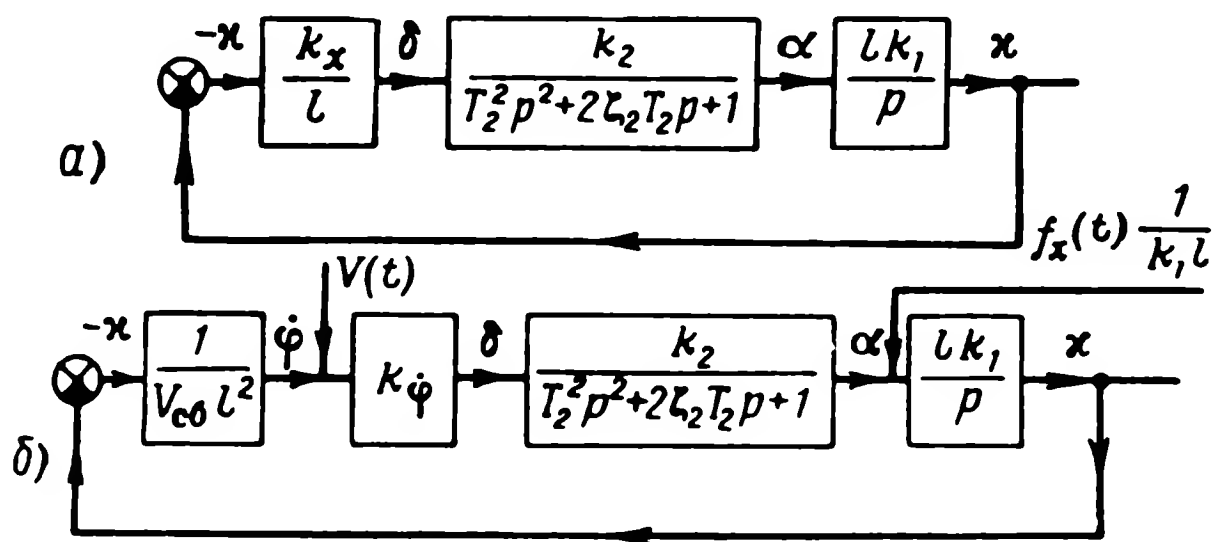 -ϰ k_x/l δ k_2/(T_2^2p^2+2ζ_2T_2p+1) α lk_1/p ϰ
а)
f_x(t) 1/(k_1l)
V(t)
-ϰ 1/(V_сб l^2) φ̇ k_φ̇ δ k_2/(T_2^2p^2+2ζ_2T_2p+1) α lk_1/p ϰ
б)